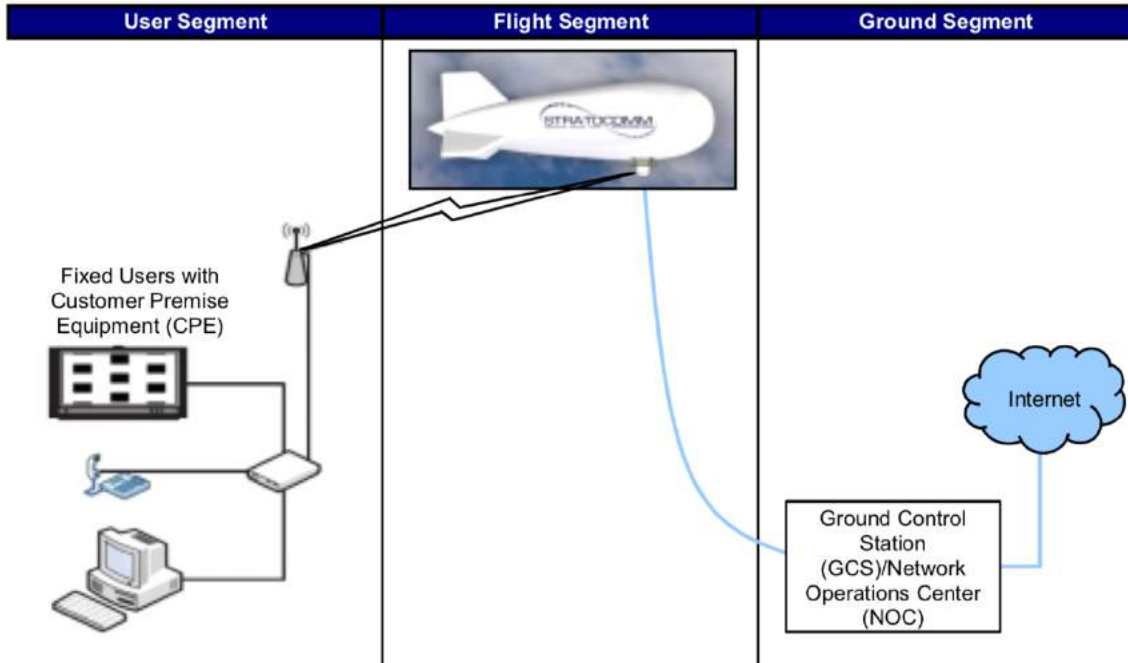 User Segment
Flight Segment
Ground Segment
STRATOCOMM
Fixed Users with
Customer Premise
Equipment (CPE)
Internet
Ground Control
Station
(GCS)/Network
Operations Center
(NOC)